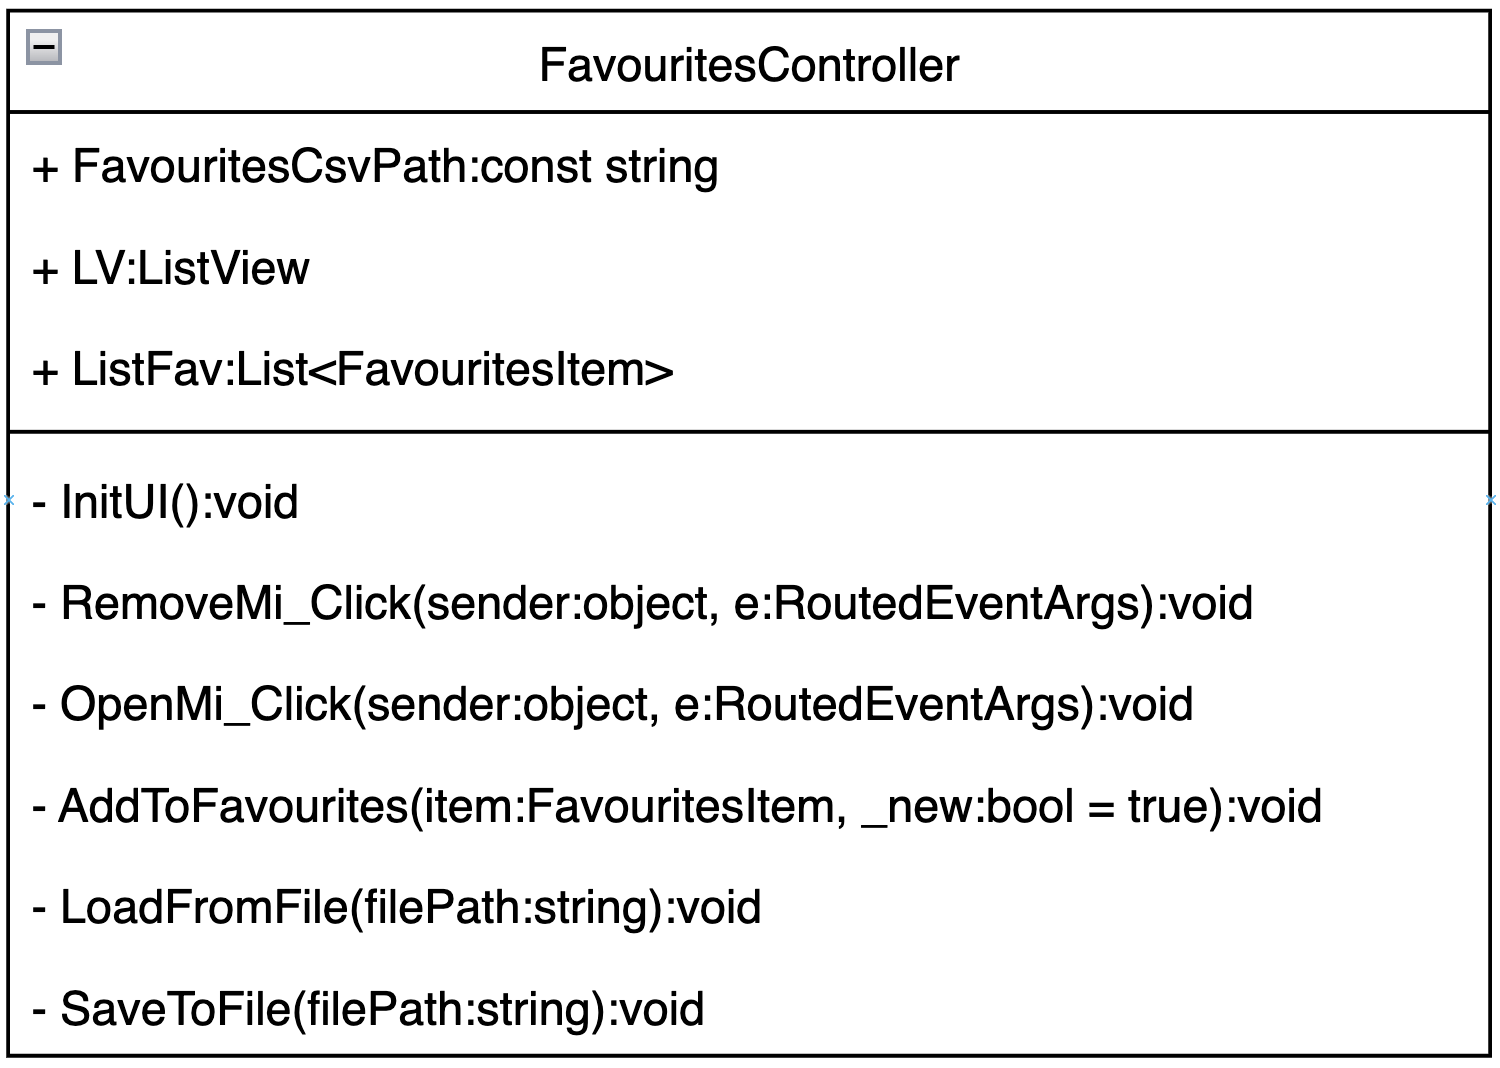 FavouritesController
+ FavouritesCsvPath:const string
+ LV:ListView
+ ListFav:List<FavouritesItem>
- InitUI():void
- RemoveMi_Click(sender:object, e:RoutedEventArgs):void
- OpenMi_Click(sender:object, e:RoutedEventArgs):void
- AddToFavourites(item:FavouritesItem, _new:bool = true):void
- LoadFromFile(filePath:string):void
- SaveToFile(filePath:string):void